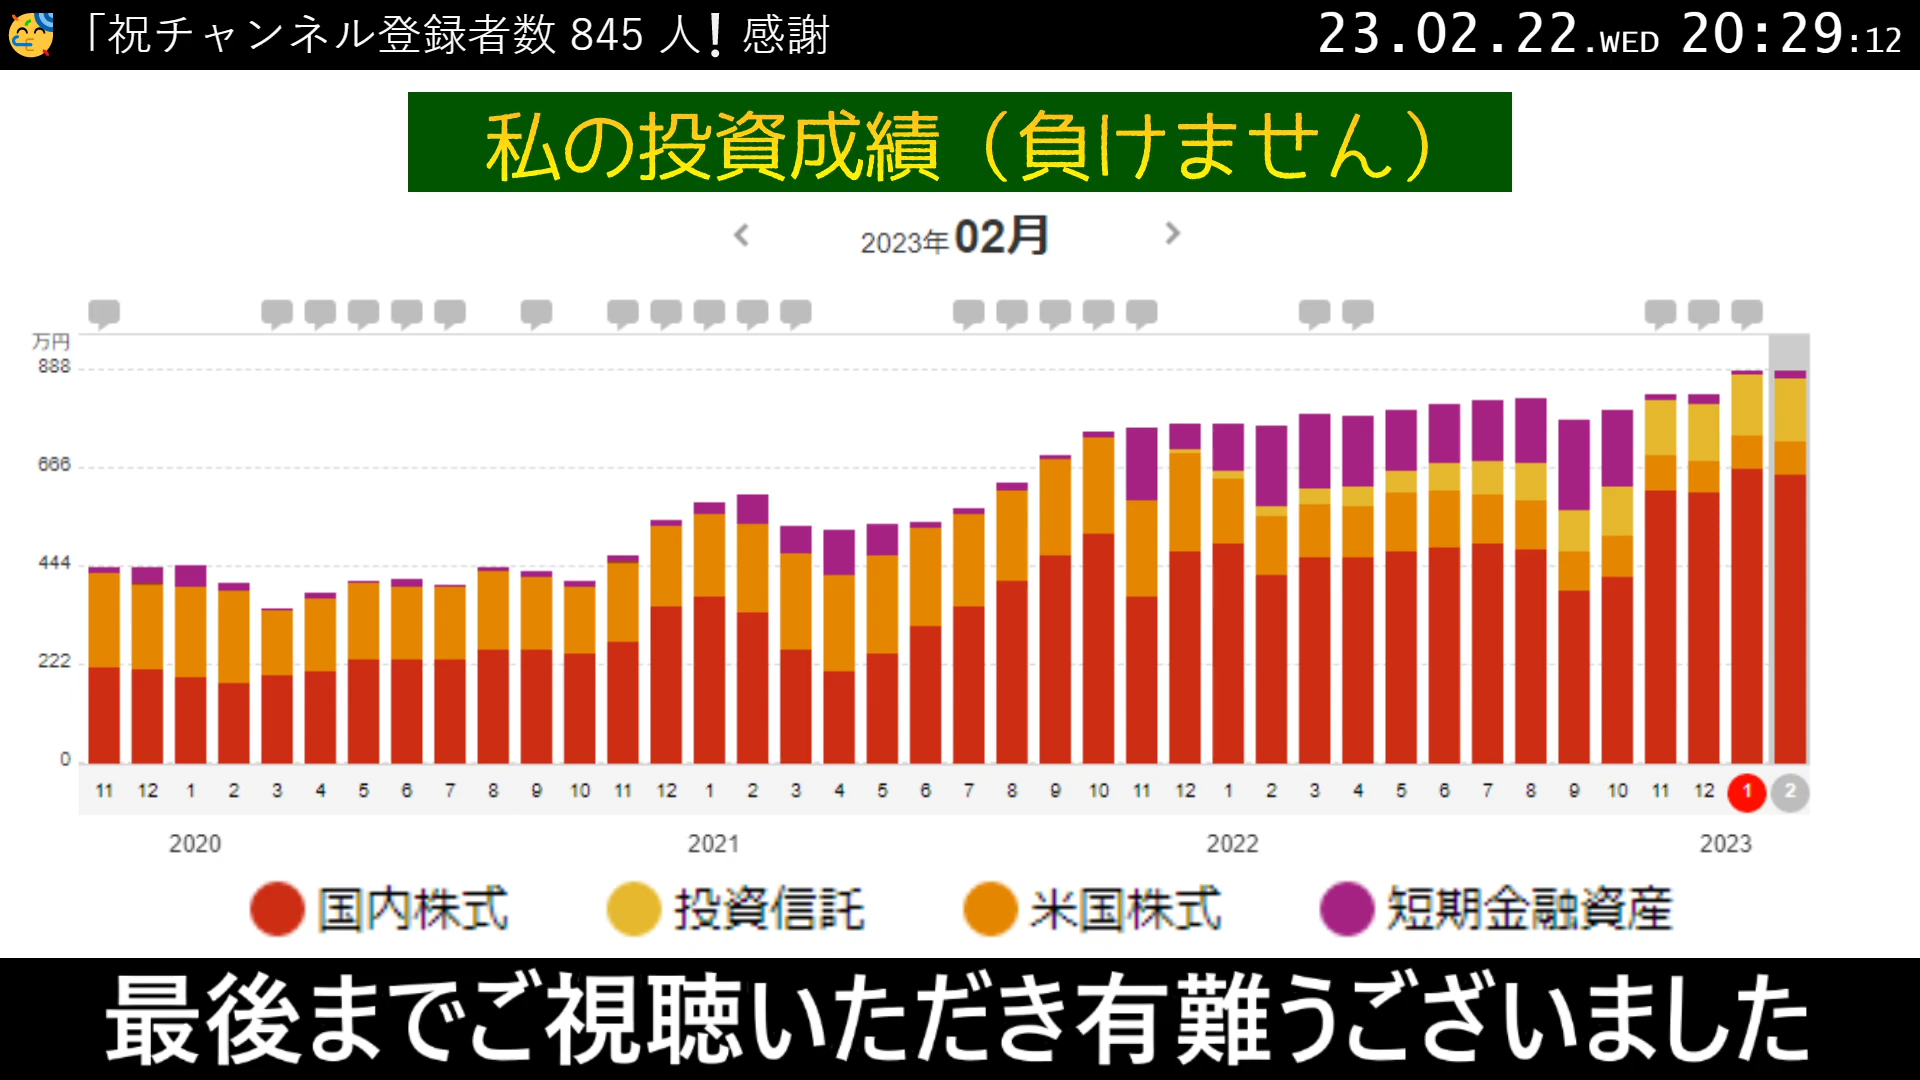 「祝チャンネル登録者数 845 人！感謝
23.02.22.WED 20:29:12
私の投資成績（負けません）
2023年02月
万円
888
666
444
222
0
11 12 1 2 3 4 5 6 7 8 9 10 11 12 1 2 3 4 5 6 7 8 9 10 11 12 1 2 3 4 5 6 7 8 9 10 11 12 1 2
2020 2021 2022 2023
国内株式 投資信託 米国株式 短期金融資産
最後までご視聴いただき有難うございました